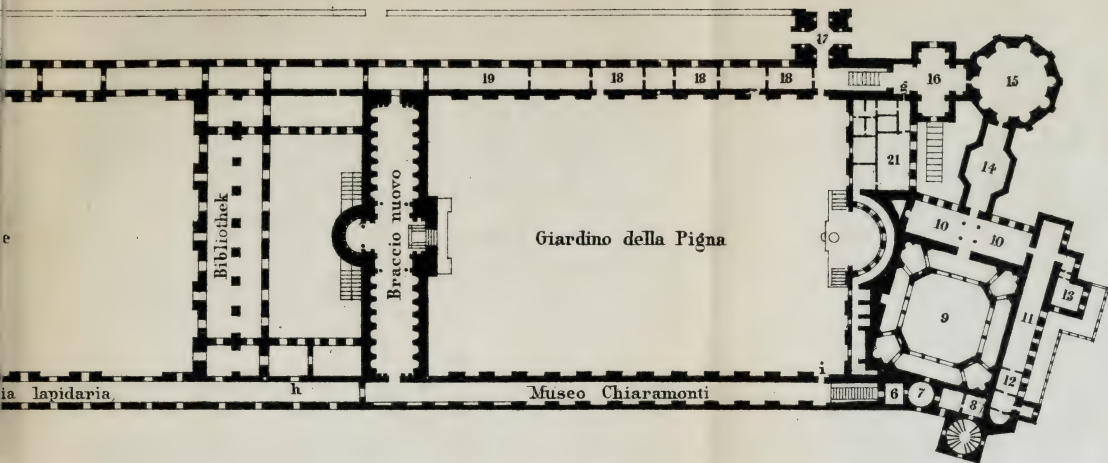 17
19
18
18
18
16
15
g
21
14
e
Bibliothek
Braccio nuovo
Giardino della Pigna
10
10
9
11
13
12
i
ia lapidaria
h
Museo Chiaramonti
6
7
8